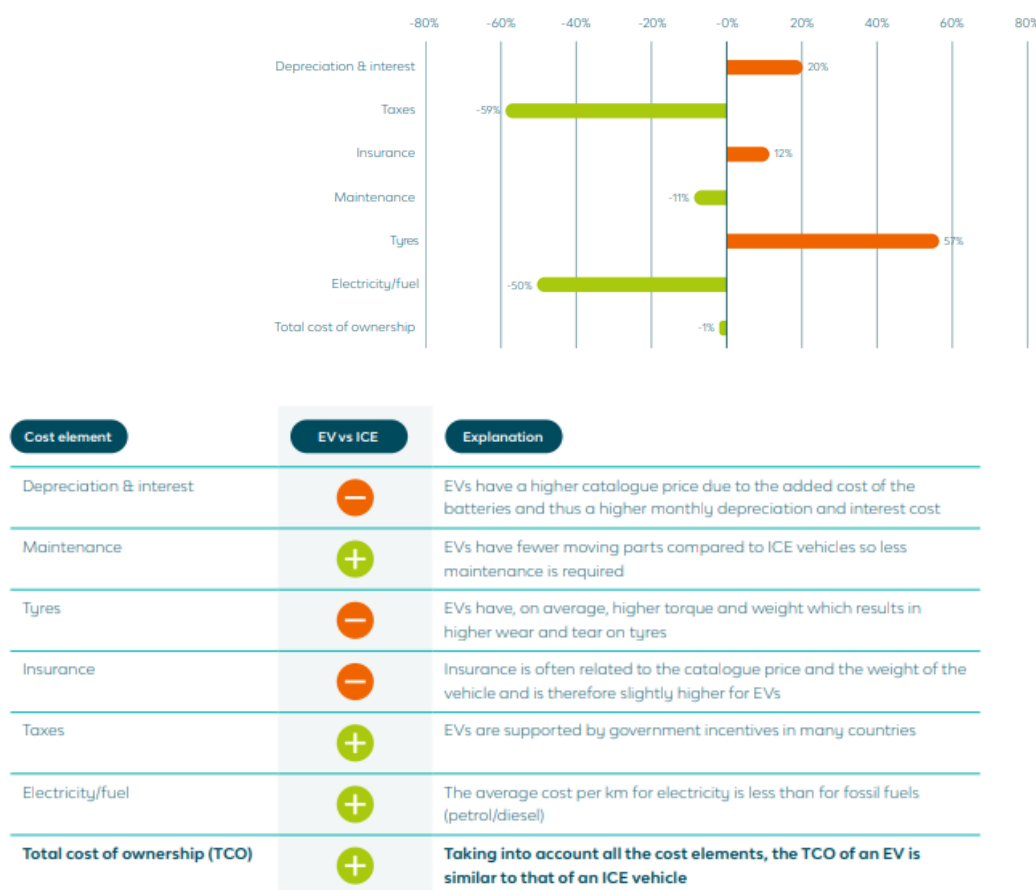 -80% -60% -40% -20% -0% 20% 40% 60% 80%
Depreciation & interest 20%
Taxes -59%
Insurance 12%
Maintenance -11%
Tyres 57%
Electricity/fuel -50%
Total cost of ownership -1%
Cost element EV vs ICE Explanation
Depreciation & interest EVs have a higher catalogue price due to the added cost of the
batteries and thus a higher monthly depreciation and interest cost
Maintenance EVs have fewer moving parts compared to ICE vehicles so less
maintenance is required
Tyres EVs have, on average, higher torque and weight which results in
higher wear and tear on tyres
Insurance Insurance is often related to the catalogue price and the weight of the
vehicle and is therefore slightly higher for EVs
Taxes EVs are supported by government incentives in many countries
Electricity/fuel The average cost per km for electricity is less than for fossil fuels
(petrol/diesel)
Total cost of ownership (TCO) Taking into account all the cost elements, the TCO of an EV is
similar to that of an ICE vehicle